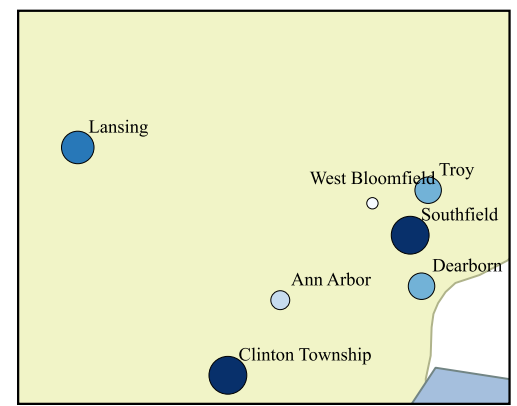 Lansing
Troy
West Bloomfield
Southfield
Dearborn
Ann Arbor
Clinton Township